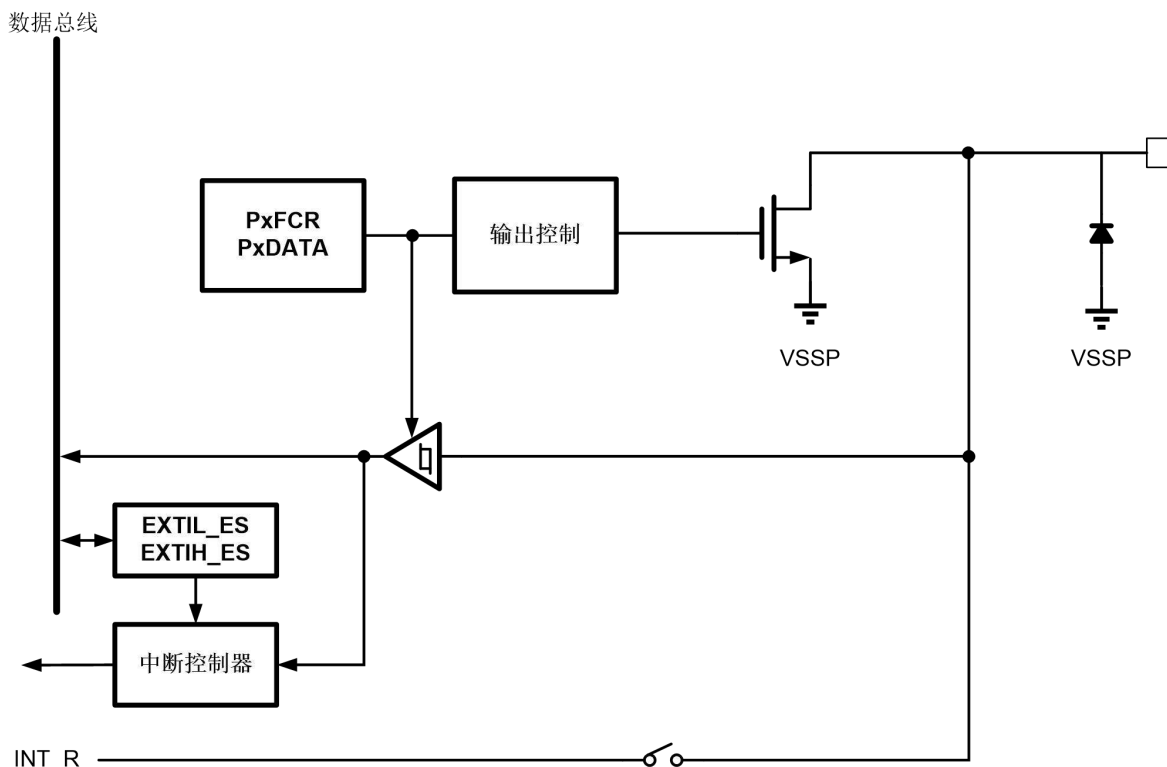 数据总线
PxFCR
PxDATA
输出控制
VSSP
VSSP
EXTIL_ES
EXTIH_ES
中断控制器
INT_R